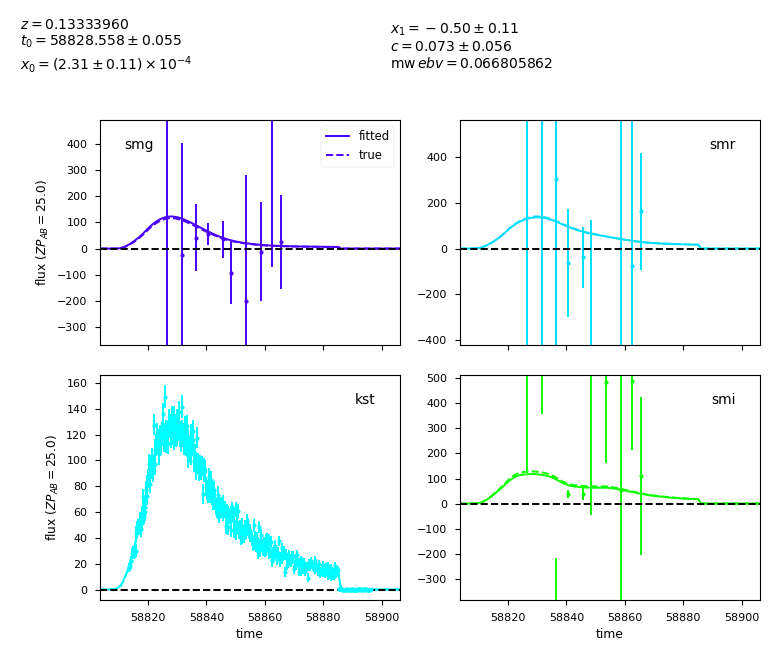 z = 0.13333960
t₀ = 58828.558 ± 0.055
x₀ = (2.31 ± 0.11) × 10⁻⁴
x₁ = −0.50 ± 0.11
c = 0.073 ± 0.056
mwebv = 0.066805862
smg
fitted
true
400
300
200
100
0
−100
−200
−300
flux (ZP_AB = 25.0)
smr
400
200
0
−200
−400
kst
160
140
120
100
80
60
40
20
0
flux (ZP_AB = 25.0)
58820 58840 58860 58880 58900
time
smi
500
400
300
200
100
0
−100
−200
−300
58820 58840 58860 58880 58900
time